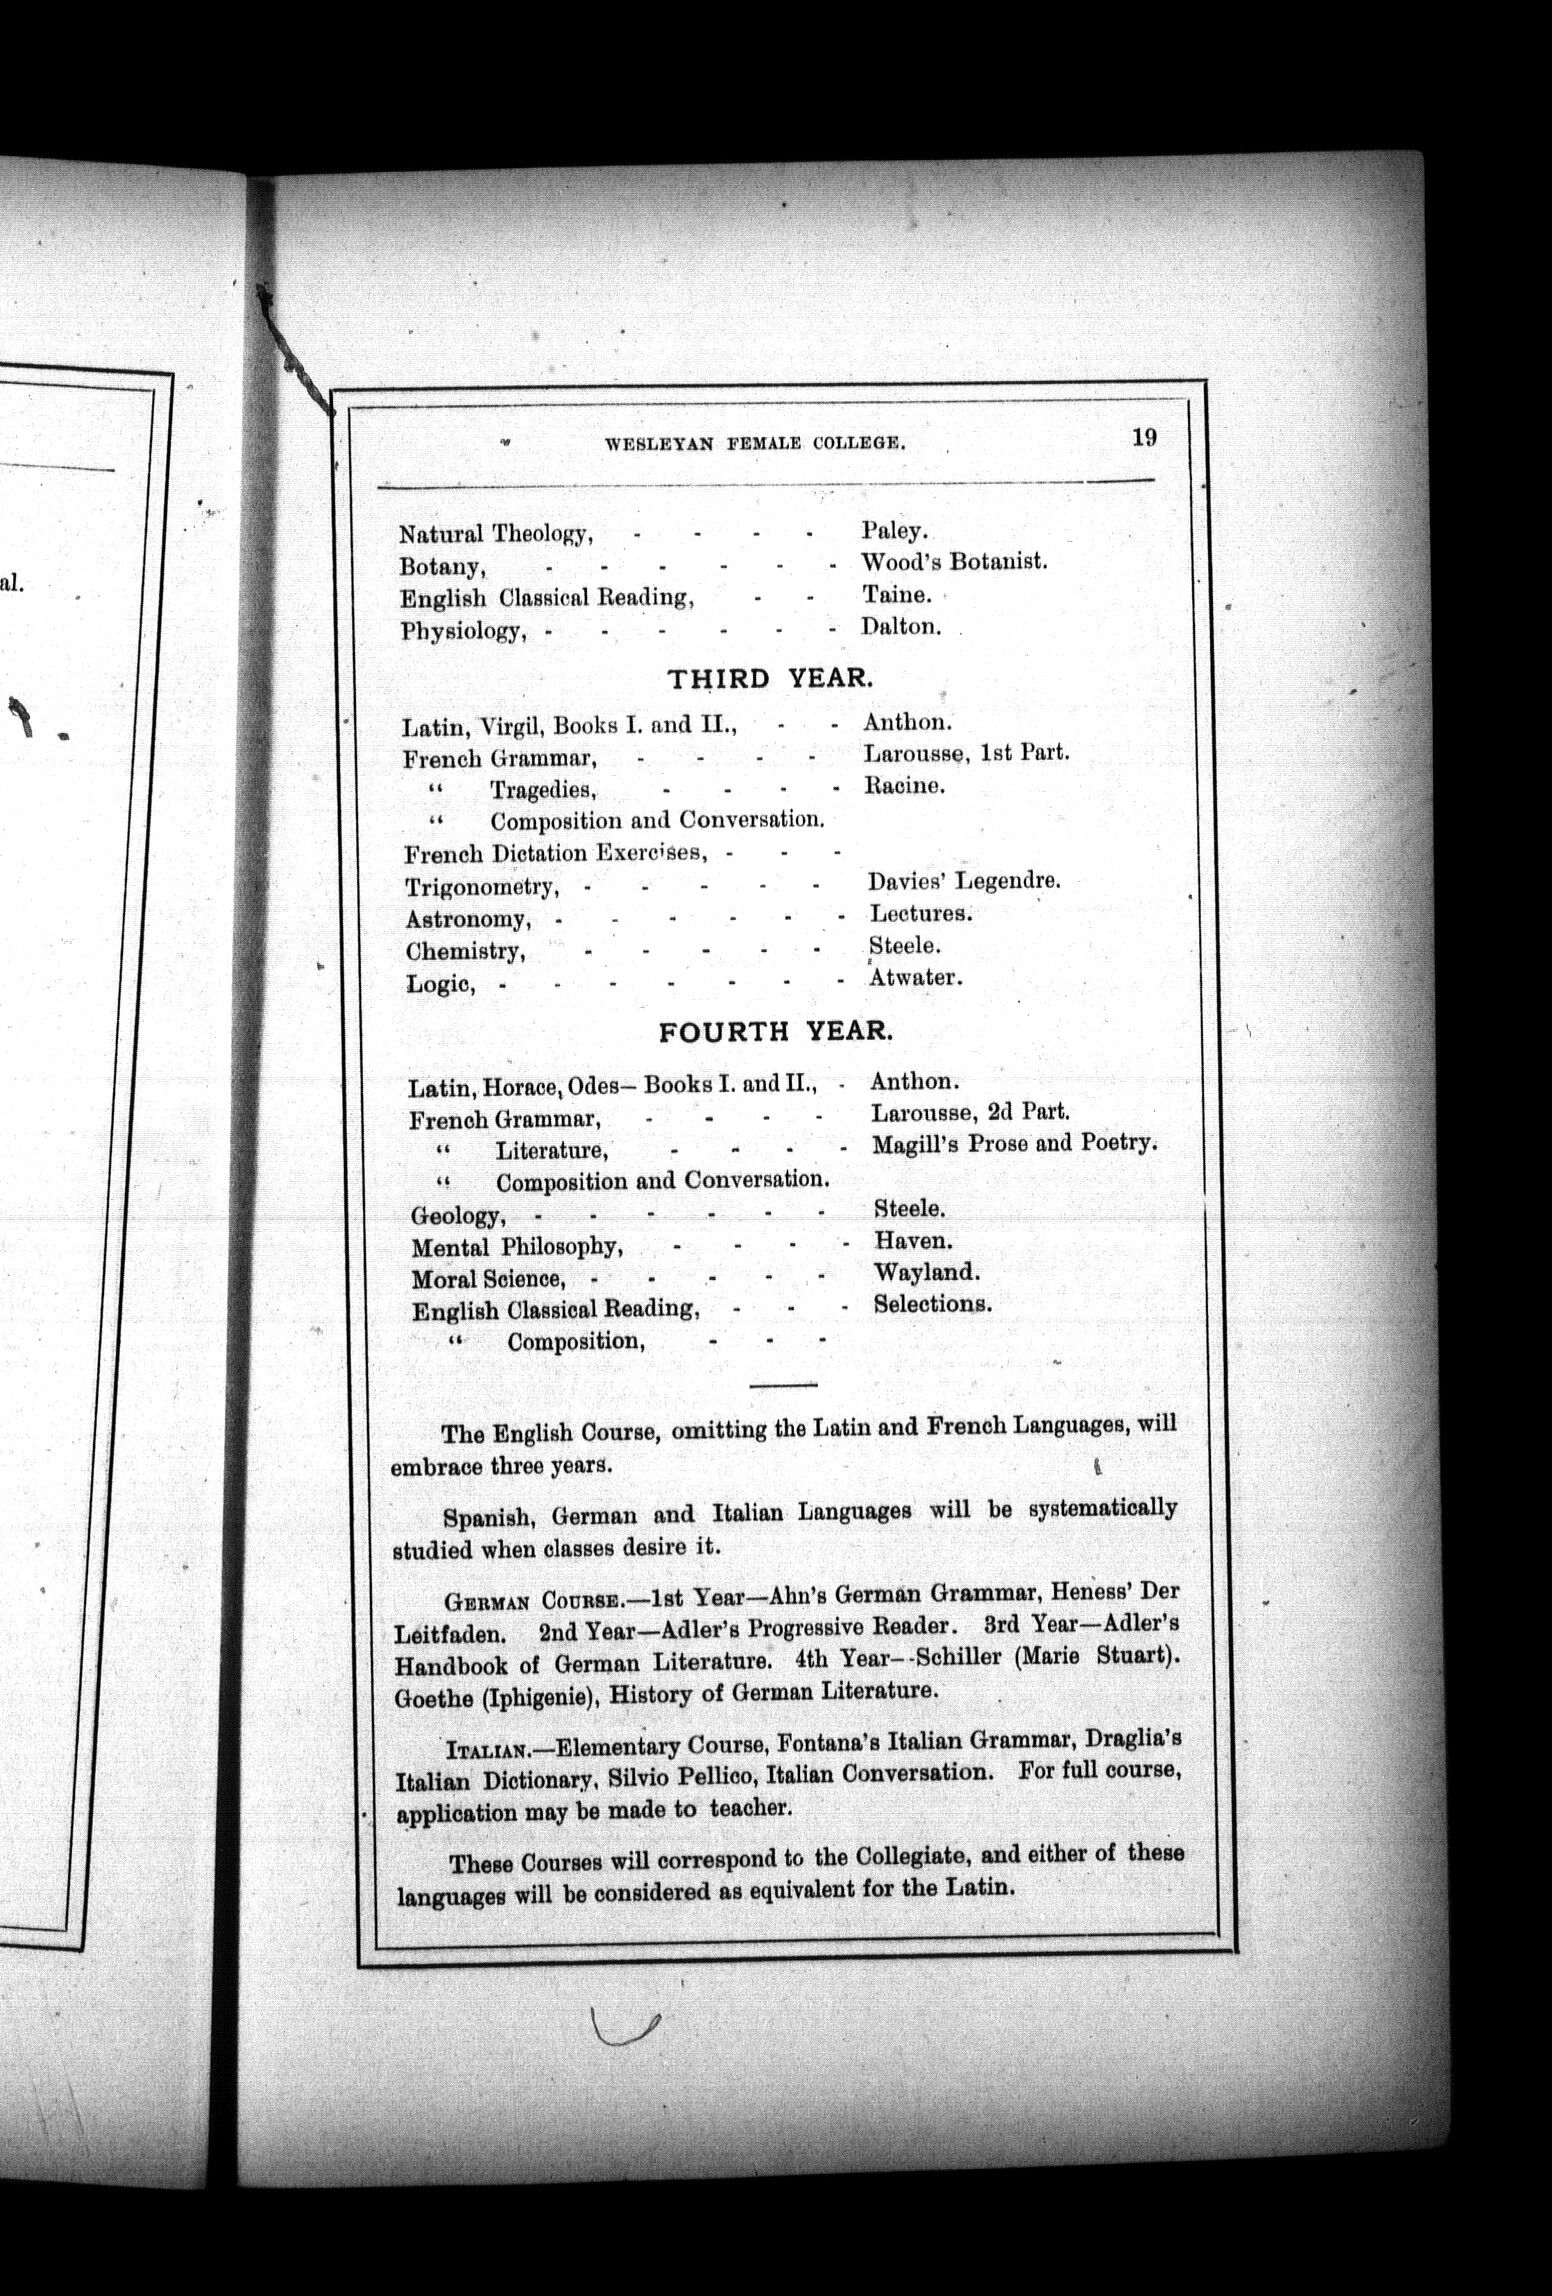 al.
WESLEYAN FEMALE COLLEGE. 19
Natural Theology, - - - - Paley.
Botany, - - - - - - Wood's Botanist.
English Classical Reading, - - Taine.
Physiology, - - - - - - Dalton.
THIRD YEAR.
Latin, Virgil, Books I. and II., - - Anthon.
French Grammar, - - - - Larousse, 1st Part.
“ Tragedies, - - - - Racine.
“ Composition and Conversation.
French Dictation Exercises, - - -
Trigonometry, - - - - - Davies' Legendre.
Astronomy, - - - - - - Lectures.
Chemistry, - - - - - Steele.
Logic, - - - - - - - Atwater.
FOURTH YEAR.
Latin, Horace, Odes— Books I. and II., - Anthon.
French Grammar, - - - - Larousse, 2d Part.
“ Literature, - - - - Magill's Prose and Poetry.
“ Composition and Conversation.
Geology, - - - - - - Steele.
Mental Philosophy, - - - - Haven.
Moral Science, - - - - - Wayland.
English Classical Reading, - - - Selections.
“ Composition, - - -
The English Course, omitting the Latin and French Languages, will
embrace three years.
Spanish, German and Italian Languages will be systematically
studied when classes desire it.
GERMAN COURSE.—1st Year—Ahn's German Grammar, Heness' Der
Leitfaden. 2nd Year—Adler's Progressive Reader. 3rd Year—Adler's
Handbook of German Literature. 4th Year--Schiller (Marie Stuart).
Goethe (Iphigenie), History of German Literature.
ITALIAN.—Elementary Course, Fontana's Italian Grammar, Draglia's
Italian Dictionary, Silvio Pellico, Italian Conversation. For full course,
application may be made to teacher.
These Courses will correspond to the Collegiate, and either of these
languages will be considered as equivalent for the Latin.